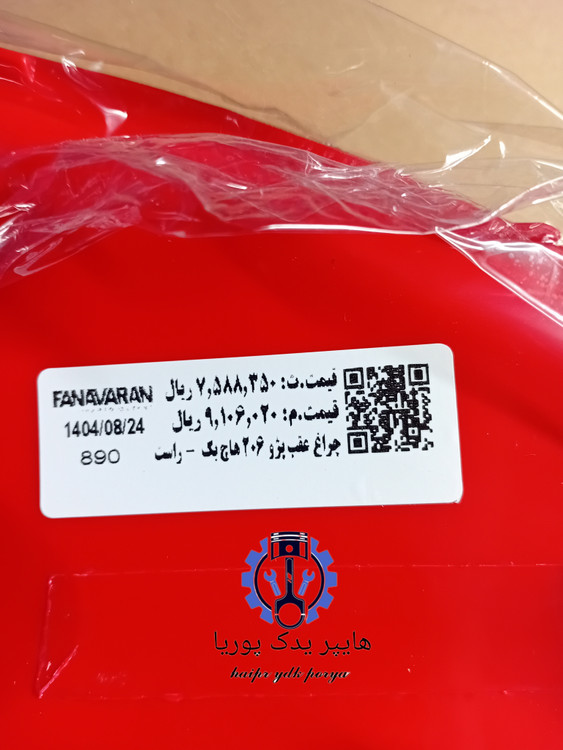 قیمت.ت: ۷,۵۸۸,۳۵۰ ریال
قیمت.م: ۹,۱۰۶,۰۲۰ ریال
چراغ عقب پژو ۲۰۶ هاچ بک - راست
FANAVARAN
1404/08/24
890
هایپر یدک پوریا
haipr ydk porya